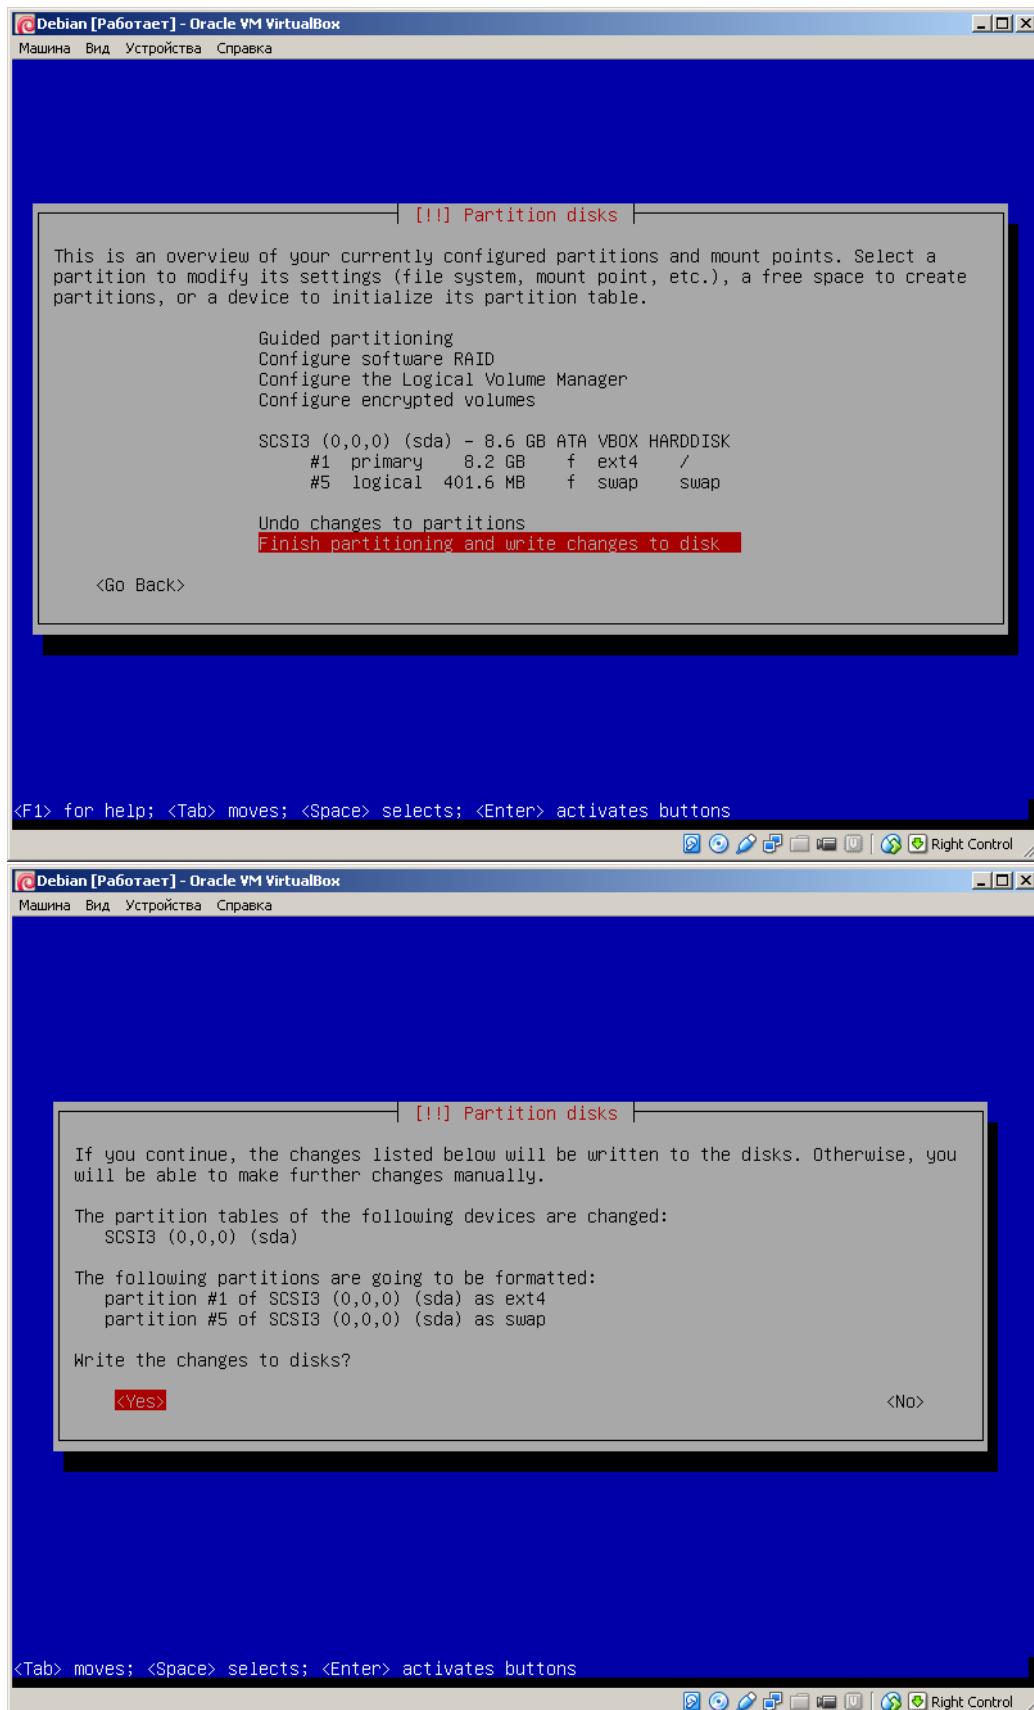 Debian [Работает] - Oracle VM VirtualBox
Машина Вид Устройства Справка
[!!] Partition disks
This is an overview of your currently configured partitions and mount points. Select a
partition to modify its settings (file system, mount point, etc.), a free space to create
partitions, or a device to initialize its partition table.
Guided partitioning
Configure software RAID
Configure the Logical Volume Manager
Configure encrypted volumes
SCSI3 (0,0,0) (sda) - 8.6 GB ATA VBOX HARDDISK
#1 primary 8.2 GB f ext4 /
#5 logical 401.6 MB f swap swap
Undo changes to partitions
Finish partitioning and write changes to disk
<Go Back>
<F1> for help; <Tab> moves; <Space> selects; <Enter> activates buttons
Right Control
Debian [Работает] - Oracle VM VirtualBox
Машина Вид Устройства Справка
[!!] Partition disks
If you continue, the changes listed below will be written to the disks. Otherwise, you
will be able to make further changes manually.
The partition tables of the following devices are changed:
SCSI3 (0,0,0) (sda)
The following partitions are going to be formatted:
partition #1 of SCSI3 (0,0,0) (sda) as ext4
partition #5 of SCSI3 (0,0,0) (sda) as swap
Write the changes to disks?
<Yes> <No>
<Tab> moves; <Space> selects; <Enter> activates buttons
Right Control